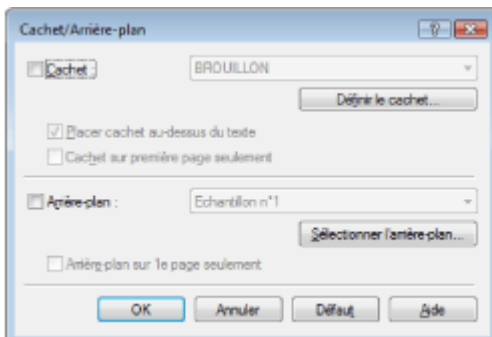 Cachet/Arrière-plan
Cachet :
BROUILLON
Définir le cachet...
Placer cachet au-dessus du texte
Cachet sur première page seulement
Arrière-plan :
Echantillon n°1
Sélectionner l'arrière-plan...
Arrière-plan sur 1e page seulement
OK
Annuler
Défaut
Aide